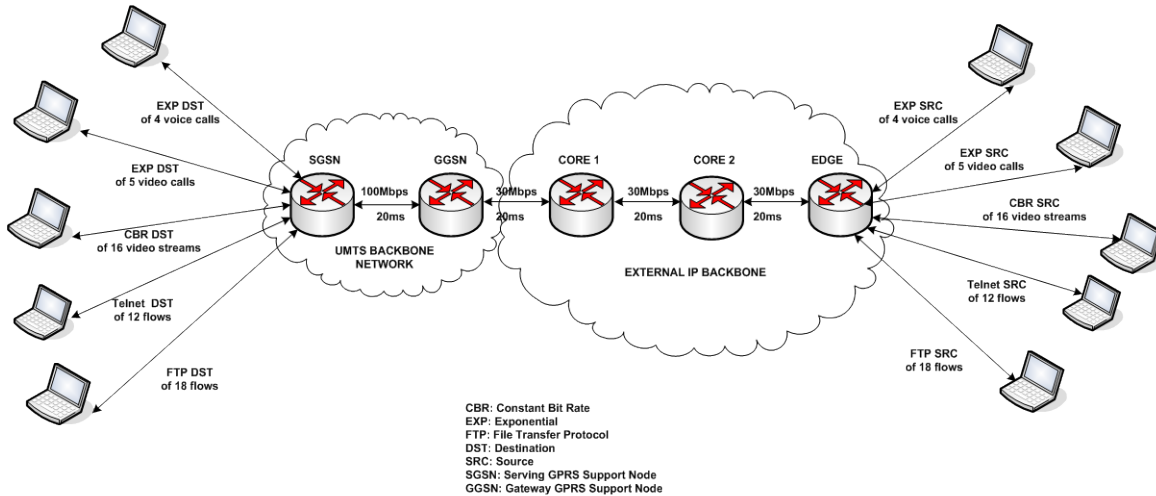 EXP DST
of 4 voice calls
EXP DST
of 5 video calls
CBR DST
of 16 video streams
Telnet DST
of 12 flows
FTP DST
of 18 flows
SGSN
GGSN
CORE 1
CORE 2
EDGE
100Mbps
20ms
30Mbps
20ms
30Mbps
20ms
30Mbps
20ms
UMTS BACKBONE
NETWORK
EXTERNAL IP BACKBONE
EXP SRC
of 4 voice calls
EXP SRC
of 5 video calls
CBR SRC
of 16 video streams
Telnet SRC
of 12 flows
FTP SRC
of 18 flows
CBR: Constant Bit Rate
EXP: Exponential
FTP: File Transfer Protocol
DST: Destination
SRC: Source
SGSN: Serving GPRS Support Node
GGSN: Gateway GPRS Support Node